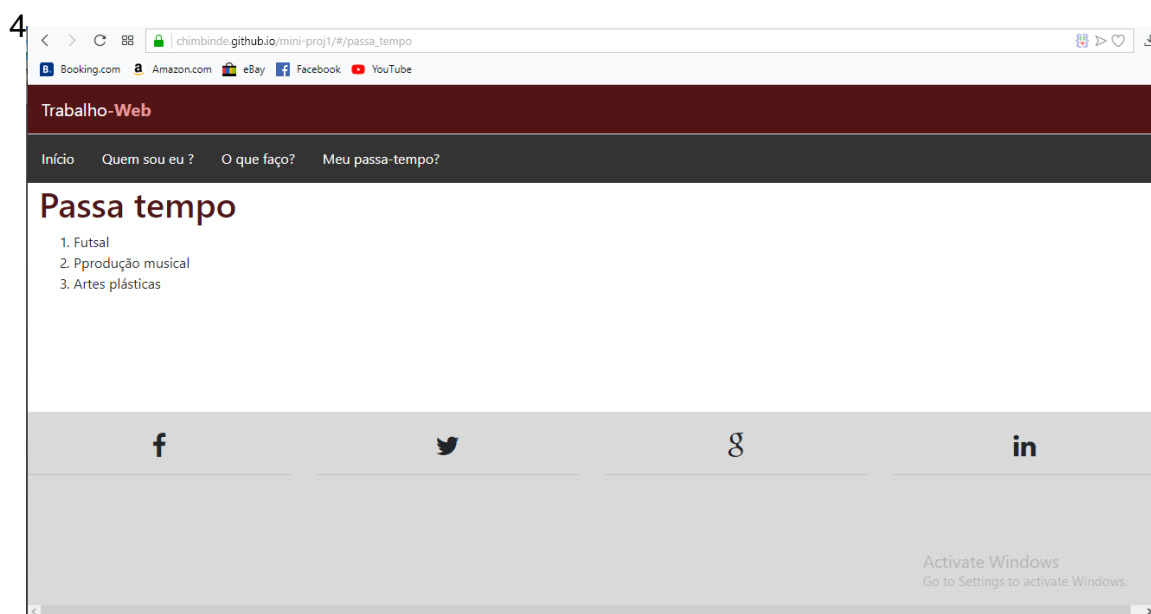 4
chimbinde.github.io/mini-proj1/#/passa_tempo
B. Booking.com a Amazon.com eBay f Facebook YouTube
Trabalho-Web
Início Quem sou eu ? O que faço? Meu passa-tempo?
Passa tempo
1. Futsal
2. Pprodução musical
3. Artes plásticas
f g in
Activate Windows
Go to Settings to activate Windows.